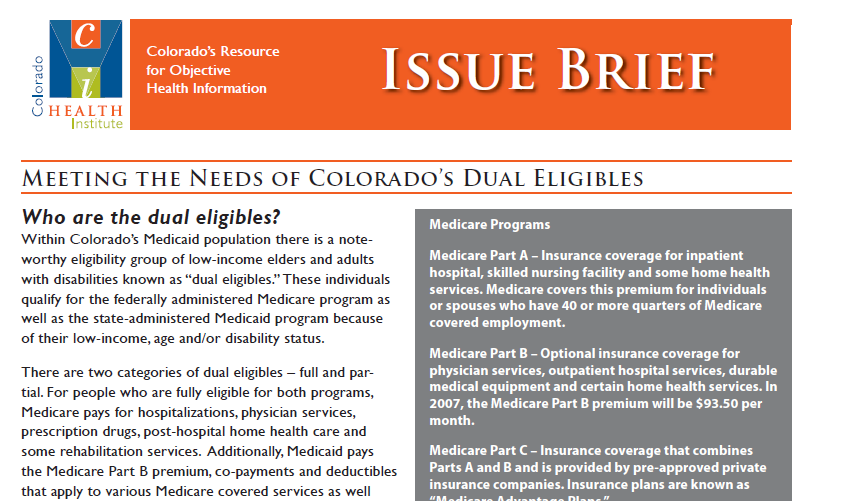 Colorado
c
i
HEALTH
Institute
Colorado's Resource
for Objective
Health Information
ISSUE BRIEF
MEETING THE NEEDS OF COLORADO'S DUAL ELIGIBLES
Who are the dual eligibles?
Within Colorado's Medicaid population there is a note-
worthy eligibility group of low-income elders and adults
with disabilities known as “dual eligibles.” These individuals
qualify for the federally administered Medicare program as
well as the state-administered Medicaid program because
of their low-income, age and/or disability status.
There are two categories of dual eligibles – full and par-
tial. For people who are fully eligible for both programs,
Medicare pays for hospitalizations, physician services,
prescription drugs, post-hospital home health care and
some rehabilitation services. Additionally, Medicaid pays
the Medicare Part B premium, co-payments and deductibles
that apply to various Medicare covered services as well
Medicare Programs
Medicare Part A – Insurance coverage for inpatient
hospital, skilled nursing facility and some home health
services. Medicare covers this premium for individuals
or spouses who have 40 or more quarters of Medicare
covered employment.
Medicare Part B – Optional insurance coverage for
physician services, outpatient hospital services, durable
medical equipment and certain home health services. In
2007, the Medicare Part B premium will be $93.50 per
month.
Medicare Part C – Insurance coverage that combines
Parts A and B and is provided by pre-approved private
insurance companies. Insurance plans are known as
“Medicare Advantage Plans.”